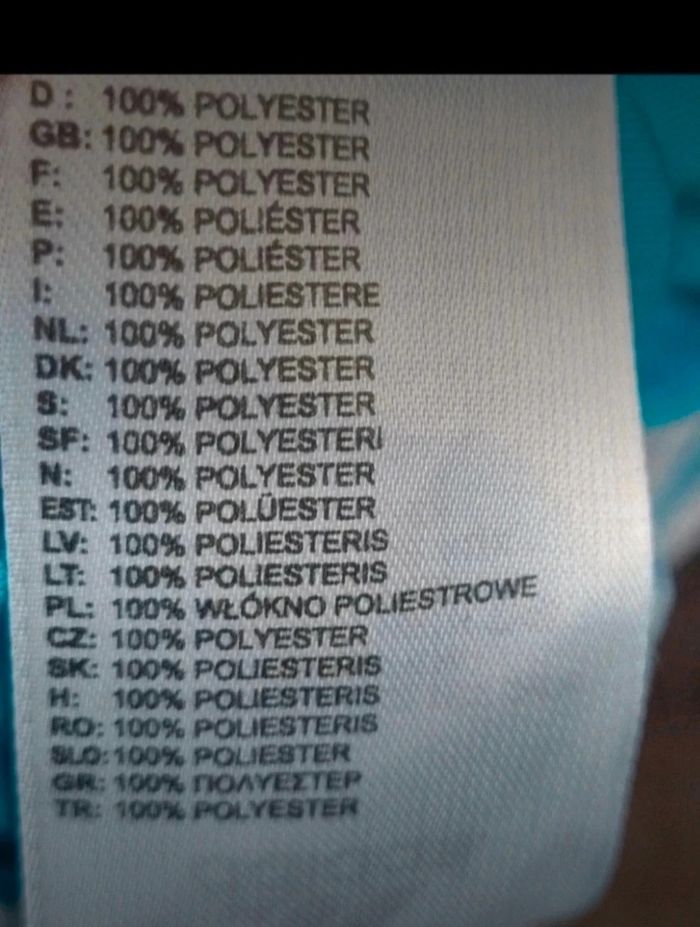 D: 100% POLYESTER
GB: 100% POLYESTER
F: 100% POLYESTER
E: 100% POLIÉSTER
P: 100% POLIÉSTER
I: 100% POLIESTERE
NL: 100% POLYESTER
DK: 100% POLYESTER
S: 100% POLYESTER
SF: 100% POLYESTERI
N: 100% POLYESTER
EST: 100% POLÜESTER
LV: 100% POLIESTERIS
LT: 100% POLIESTERIS
PL: 100% WŁÓKNO POLIESTROWE
CZ: 100% POLYESTER
SK: 100% POLIESTERIS
H: 100% POLIESTERIS
RO: 100% POLIESTERIS
SLO: 100% POLIESTER
GR: 100% ΠΟΛΥΕΣΤΕΡ
TR: 100% POLYESTER